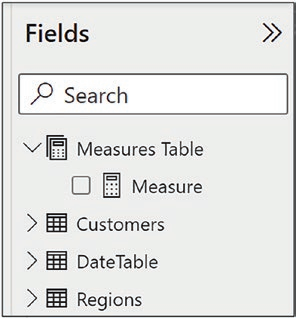 Fields
Search
Measures Table
Measure
Customers
DateTable
Regions